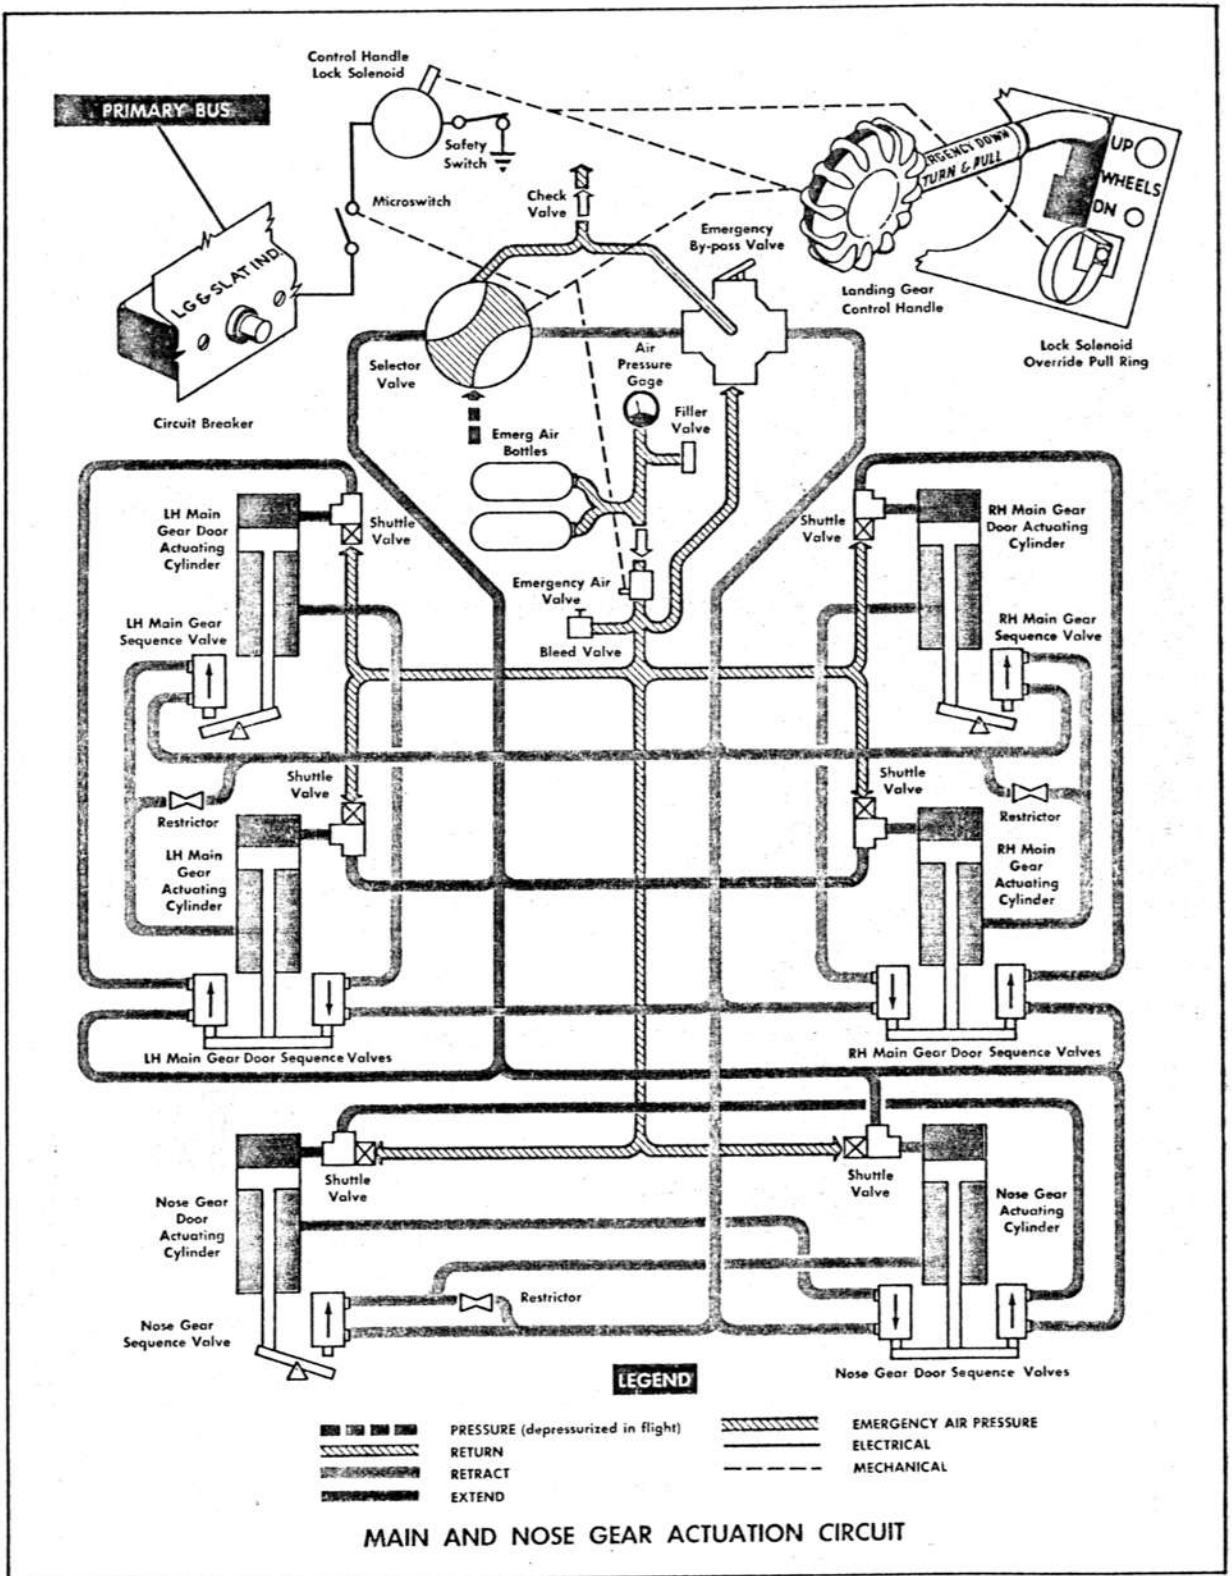 Control Handle
Lock Solenoid
PRIMARY BUS
Safety
Switch
Microswitch
LG & SLAT IND.
Circuit Breaker
Check
Valve
Emergency
By-pass Valve
EMERGENCY DOWN
TURN & PULL
UP
WHEELS
DN
Landing Gear
Control Handle
Lock Solenoid
Override Pull Ring
Selector
Valve
Air
Pressure
Gage
Filler
Valve
Emerg Air
Bottles
LH Main
Gear Door
Actuating
Cylinder
Shuttle
Valve
Shuttle
Valve
RH Main Gear
Door Actuating
Cylinder
Emergency Air
Valve
Bleed Valve
LH Main Gear
Sequence Valve
RH Main Gear
Sequence Valve
Shuttle
Valve
Shuttle
Valve
Restrictor
Restrictor
LH Main
Gear
Actuating
Cylinder
RH Main
Gear
Actuating
Cylinder
LH Main Gear Door Sequence Valves
RH Main Gear Door Sequence Valves
Shuttle
Valve
Shuttle
Valve
Nose Gear
Door
Actuating
Cylinder
Nose Gear
Actuating
Cylinder
Restrictor
Nose Gear
Sequence Valve
Nose Gear Door Sequence Valves
LEGEND
PRESSURE (depressurized in flight)
RETURN
RETRACT
EXTEND
EMERGENCY AIR PRESSURE
ELECTRICAL
MECHANICAL
MAIN AND NOSE GEAR ACTUATION CIRCUIT